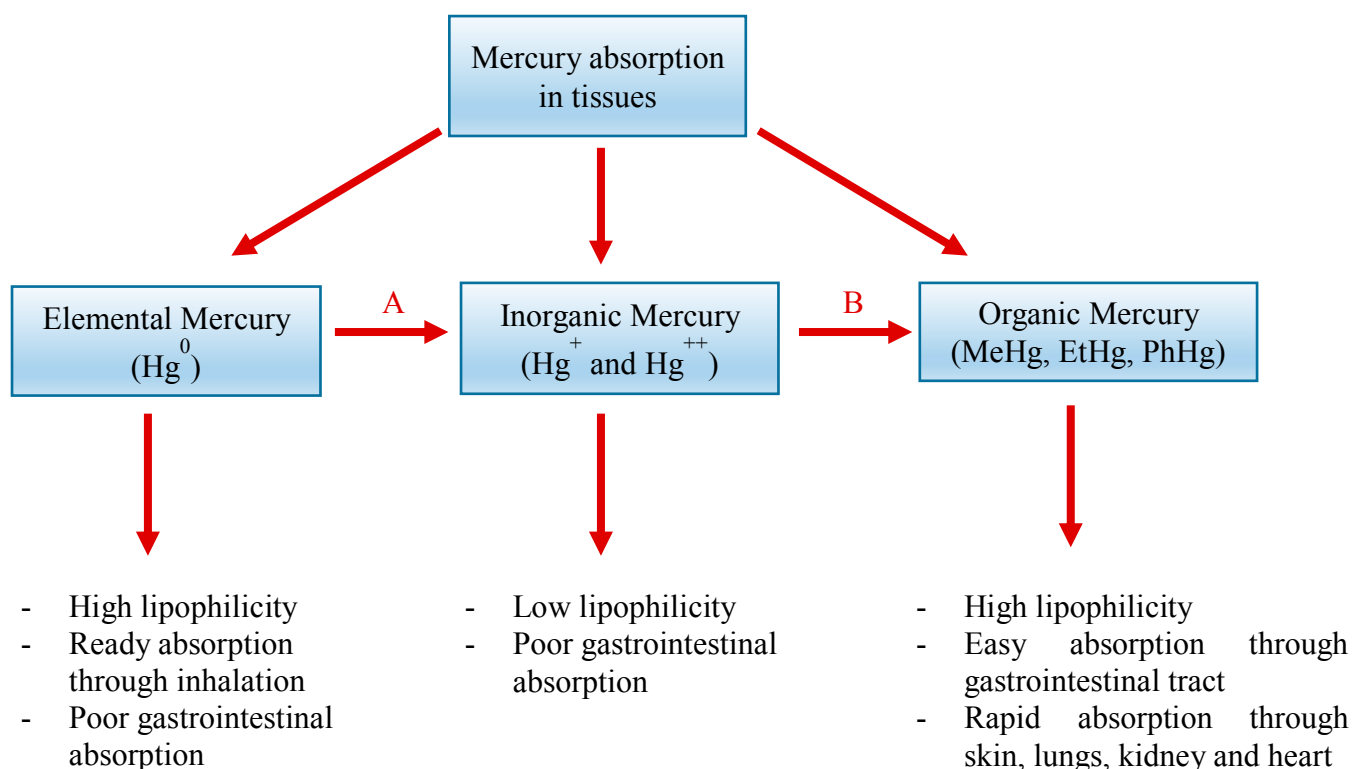 Mercury absorption
in tissues
A
B
Elemental Mercury
(Hg⁰)
Inorganic Mercury
(Hg⁺ and Hg⁺⁺)
Organic Mercury
(MeHg, EtHg, PhHg)
- High lipophilicity
- Ready absorption
through inhalation
- Poor gastrointestinal
absorption
- Low lipophilicity
- Poor gastrointestinal
absorption
- High lipophilicity
- Easy absorption through
gastrointestinal tract
- Rapid absorption through
skin, lungs, kidney and heart